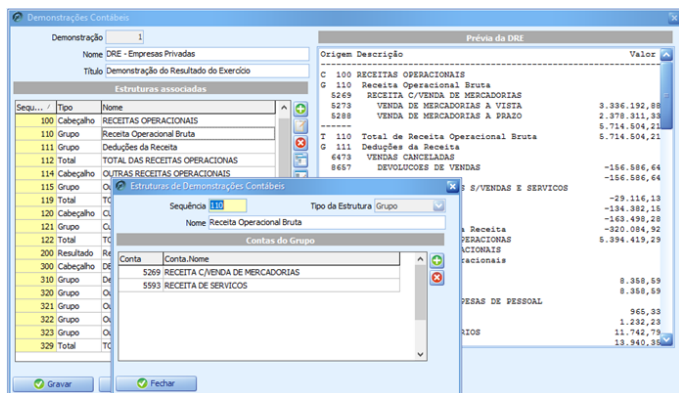 Demonstrações Contábeis
Demonstração 1
Nome DRE - Empresas Privadas
Título Demonstração do Resultado do Exercício
Estruturas associadas
Sequ... / Tipo Nome
100 Cabeçalho RECEITAS OPERACIONAIS
110 Grupo Receita Operacional Bruta
111 Grupo Deduções da Receita
112 Total TOTAL DAS RECEITAS OPERACIONAS
114 Cabeçalho OUTRAS RECEITAS OPERACIONAIS
115 Grupo
119 Total
120 Cabeçalho
121 Grupo
122 Total
200 Resultado
300 Cabeçalho
310 Grupo
320 Grupo
321 Grupo
322 Grupo
323 Grupo
329 Total
Gravar
Prévia da DRE
Origem Descrição Valor
C 100 RECEITAS OPERACIONAIS
G 110 Receita Operacional Bruta
5269 RECEITA C/VENDA DE MERCADORIAS
5273 VENDA DE MERCADORIAS A VISTA 3.336.192,88
5288 VENDA DE MERCADORIAS A PRAZO 2.378.311,33
------ 5.714.504,21
T 110 Total de Receita Operacional Bruta 5.714.504,21
G 111 Deduções da Receita
6473 VENDAS CANCELADAS
8657 DEVOLUCOES DE VENDAS -156.586,64
-156.586,64
S/VENDAS E SERVICOS
-29.116,13
-134.382,15
-163.498,28
a Receita -320.084,92
PERACIONAS 5.394.419,29
ACIONAIS
racionais
8.358,59
8.358,59
PESAS DE PESSOAL
965,33
1.232,23
RIOS 11.742,79
13.940,35
Estruturas de Demonstrações Contábeis
Sequência 110 Tipo da Estrutura Grupo
Nome Receita Operacional Bruta
Contas do Grupo
Conta Conta.Nome
5269 RECEITA C/VENDA DE MERCADORIAS
5593 RECEITA DE SERVICOS
Fechar